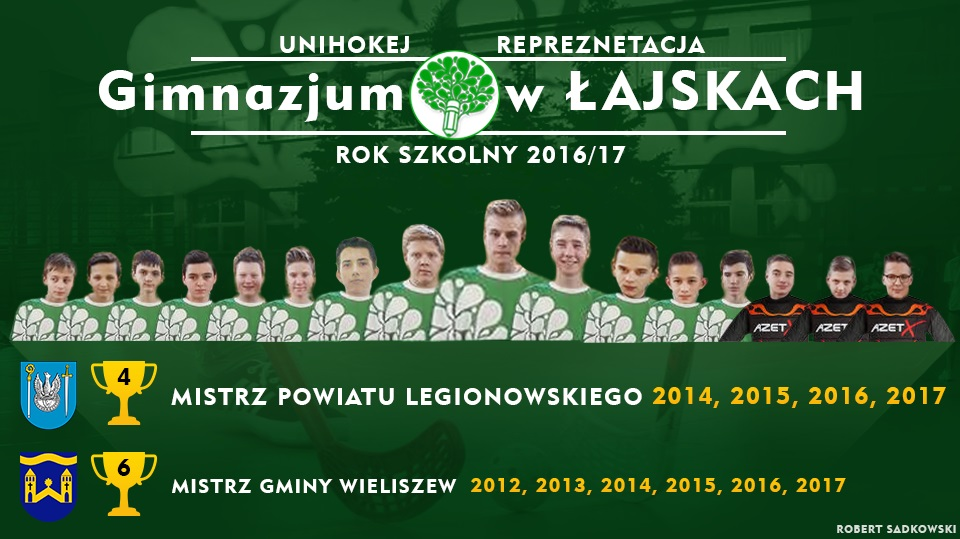 UNIHOKEJ REPREZNETACJA
Gimnazjum w ŁAJSKACH
ROK SZKOLNY 2016/17
AZET AZET AZETX
4 MISTRZ POWIATU LEGIONOWSKIEGO 2014, 2015, 2016, 2017
6 MISTRZ GMINY WIELISZEW 2012, 2013, 2014, 2015, 2016, 2017
ROBERT SADKOWSKI